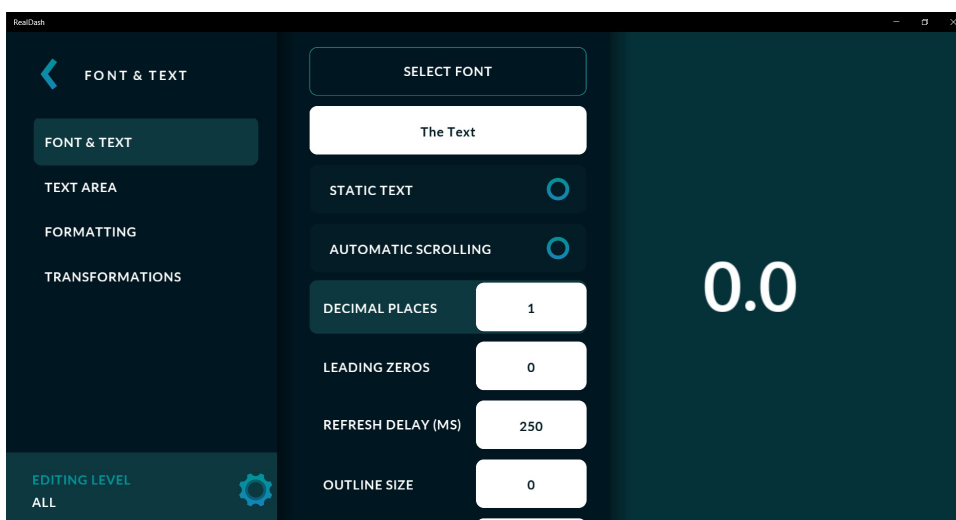 RealDash
FONT & TEXT
FONT & TEXT
TEXT AREA
FORMATTING
TRANSFORMATIONS
EDITING LEVEL
ALL
SELECT FONT
The Text
STATIC TEXT
AUTOMATIC SCROLLING
DECIMAL PLACES 1
LEADING ZEROS 0
REFRESH DELAY (MS) 250
OUTLINE SIZE 0
0.0